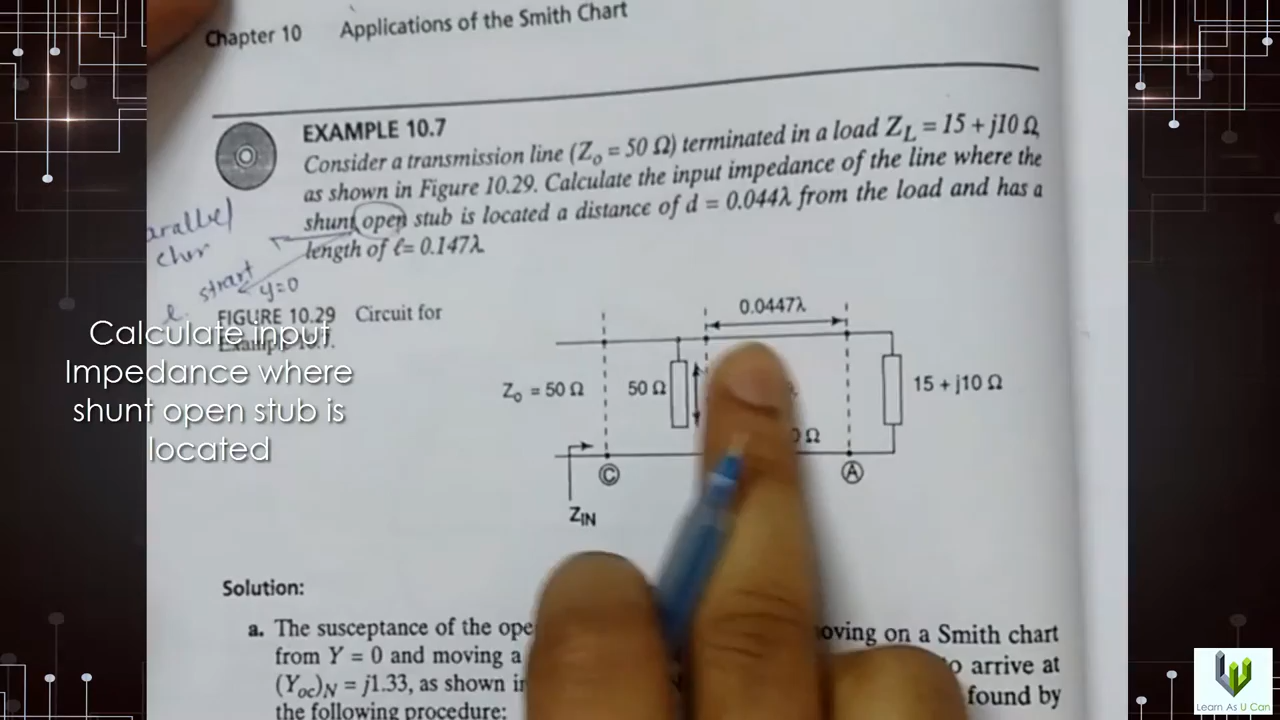 Chapter 10 Applications of the Smith Chart
EXAMPLE 10.7
Consider a transmission line (Zo = 50 Ω) terminated in a load ZL = 15 + j10 Ω,
as shown in Figure 10.29. Calculate the input impedance of the line where the
shunt open stub is located a distance of d = 0.044λ from the load and has a
length of ℓ= 0.147λ.
start
y=0
FIGURE 10.29 Circuit for
Calculate input
Impedance where
shunt open stub is
located
0.0447λ
Zo = 50 Ω
50 Ω
Ω
15 + j10 Ω
C
A
ZIN
Solution:
a. The susceptance of the ope oving on a Smith chart
from Y = 0 and moving a o arrive at
(Yoc)N = j1.33, as shown in found by
the following procedure:
Learn As U Can